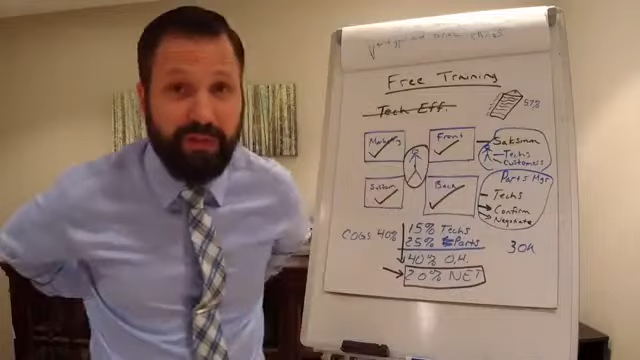 Free Training
Tech Eff.
57%
Marketing
Front
Salesman
Techs
Customers
System
Back
Parts Mgr
Techs
Confirm
Negotiate
COGS 40%
15% Techs
25% Parts
40% O.H.
20% NET
30K